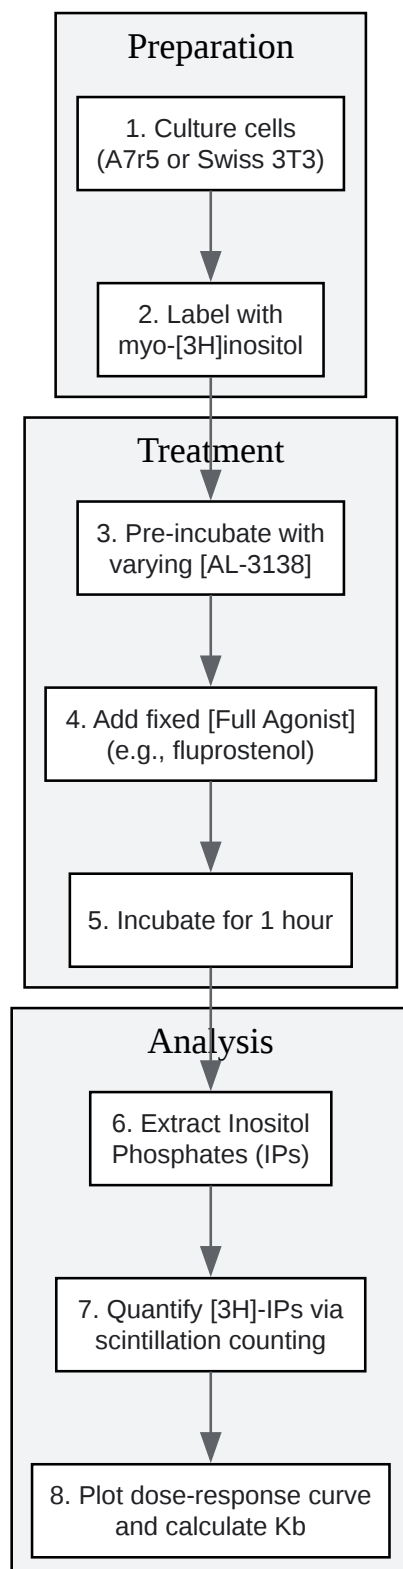 Preparation
1. Culture cells
(A7r5 or Swiss 3T3)
2. Label with
myo-[3H]inositol
Treatment
3. Pre-incubate with
varying [AL-3138]
4. Add fixed [Full Agonist]
(e.g., fluprostenol)
5. Incubate for 1 hour
Analysis
6. Extract Inositol
Phosphates (IPs)
7. Quantify [3H]-IPs via
scintillation counting
8. Plot dose-response curve
and calculate Kb